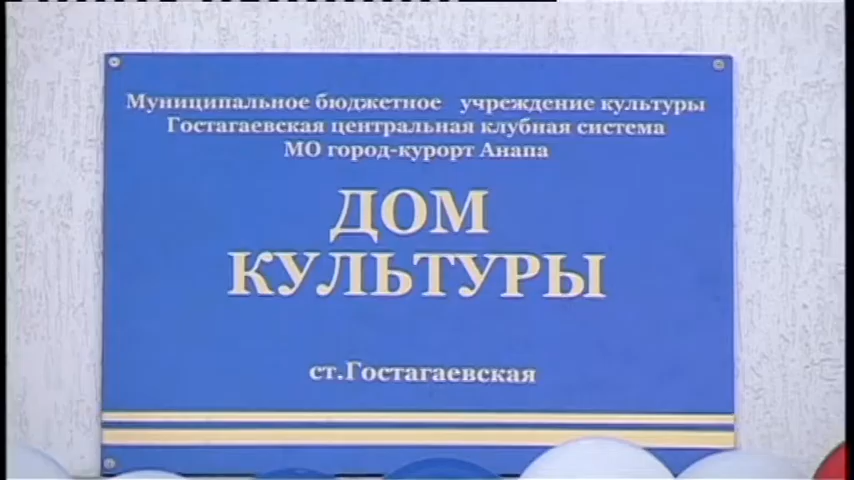 Муниципальное бюджетное учреждение культуры
Гостагаевская центральная клубная система
МО город-курорт Анапа
ДОМ
КУЛЬТУРЫ
ст.Гостагаевская